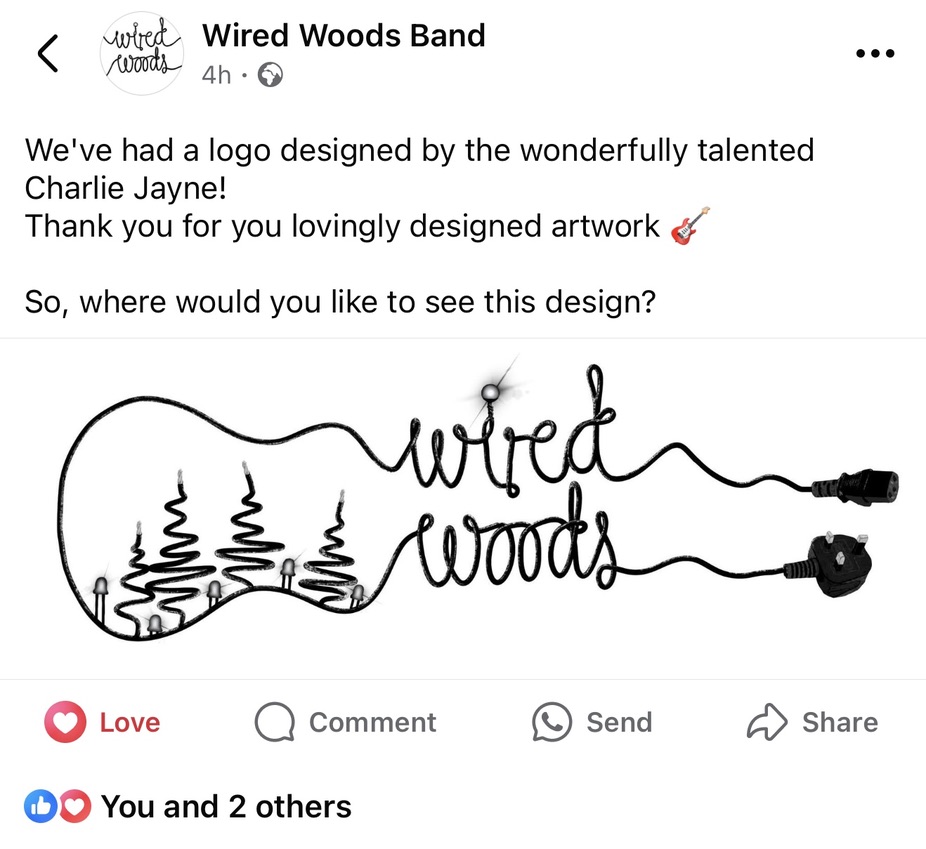 wired
woods
Wired Woods Band
4h ·
We've had a logo designed by the wonderfully talented
Charlie Jayne!
Thank you for you lovingly designed artwork 🎸
So, where would you like to see this design?
wired
woods
Love
Comment
Send
Share
You and 2 others